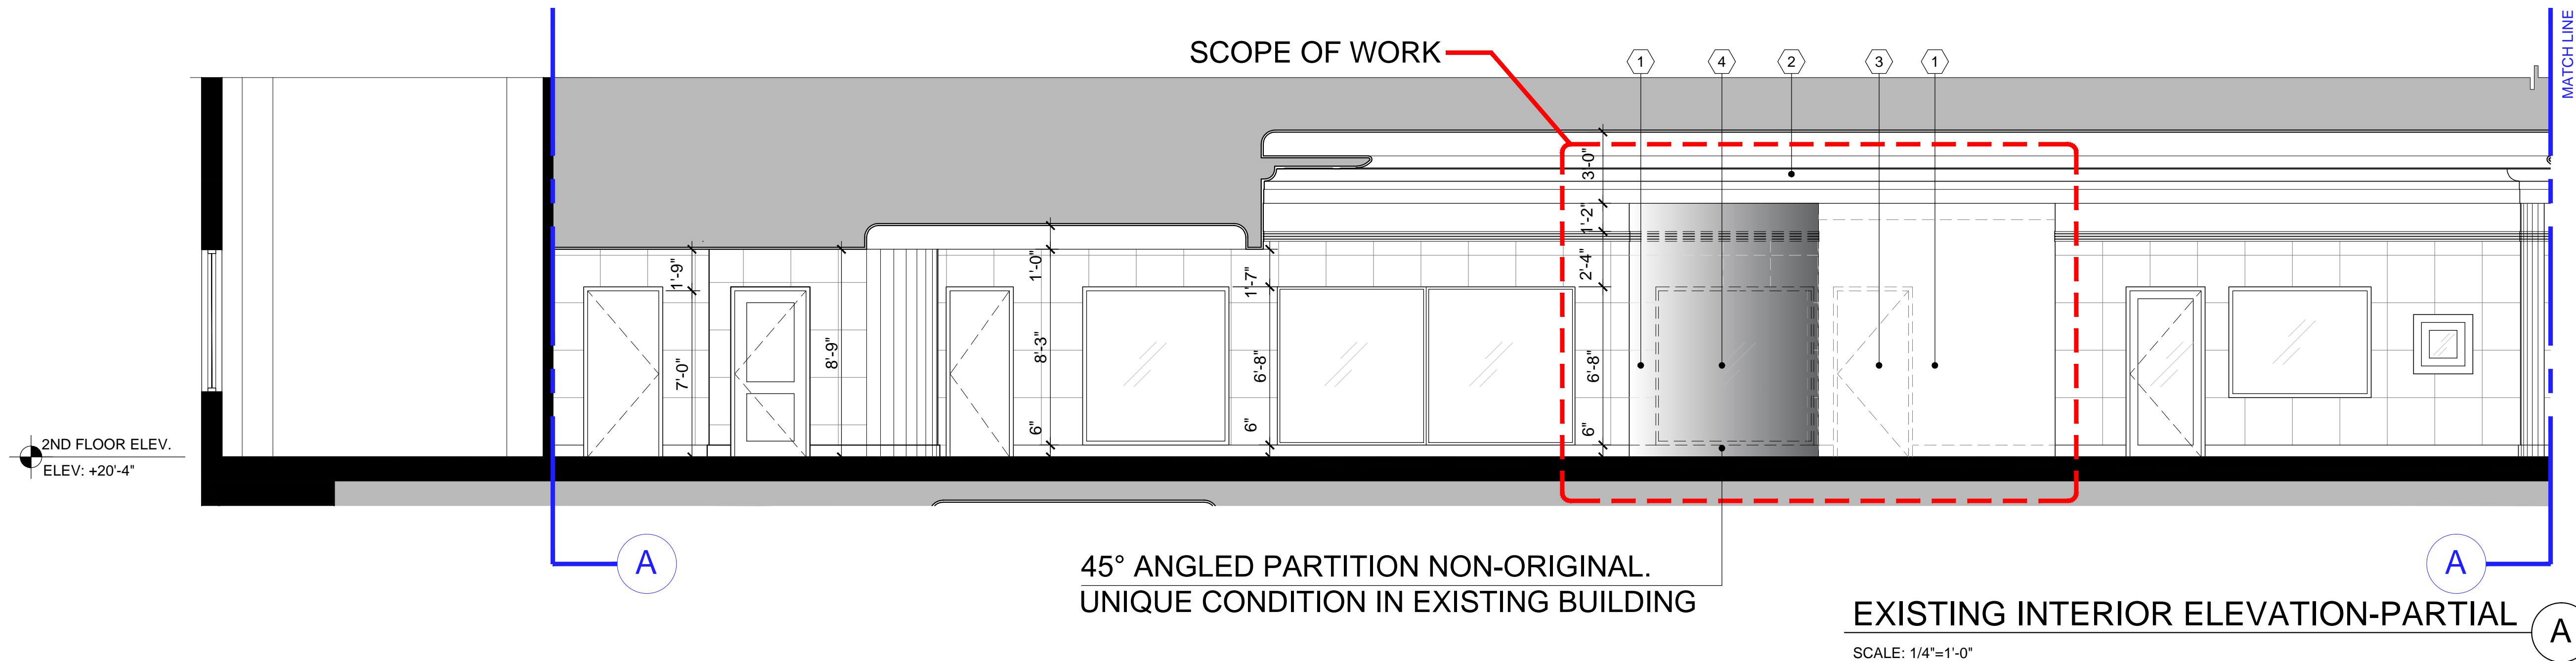 MATCH LINE
SCOPE OF WORK
1
4
2
3
1
3'-0"
1'-2"
2'-4"
6'-8"
6"
1'-9"
7'-0"
8'-9"
1'-0"
8'-3"
6"
1'-7"
6'-8"
6"
2ND FLOOR ELEV.
ELEV: +20'-4"
A
A
45° ANGLED PARTITION NON-ORIGINAL.
UNIQUE CONDITION IN EXISTING BUILDING
EXISTING INTERIOR ELEVATION-PARTIAL
A
SCALE: 1/4"=1'-0"